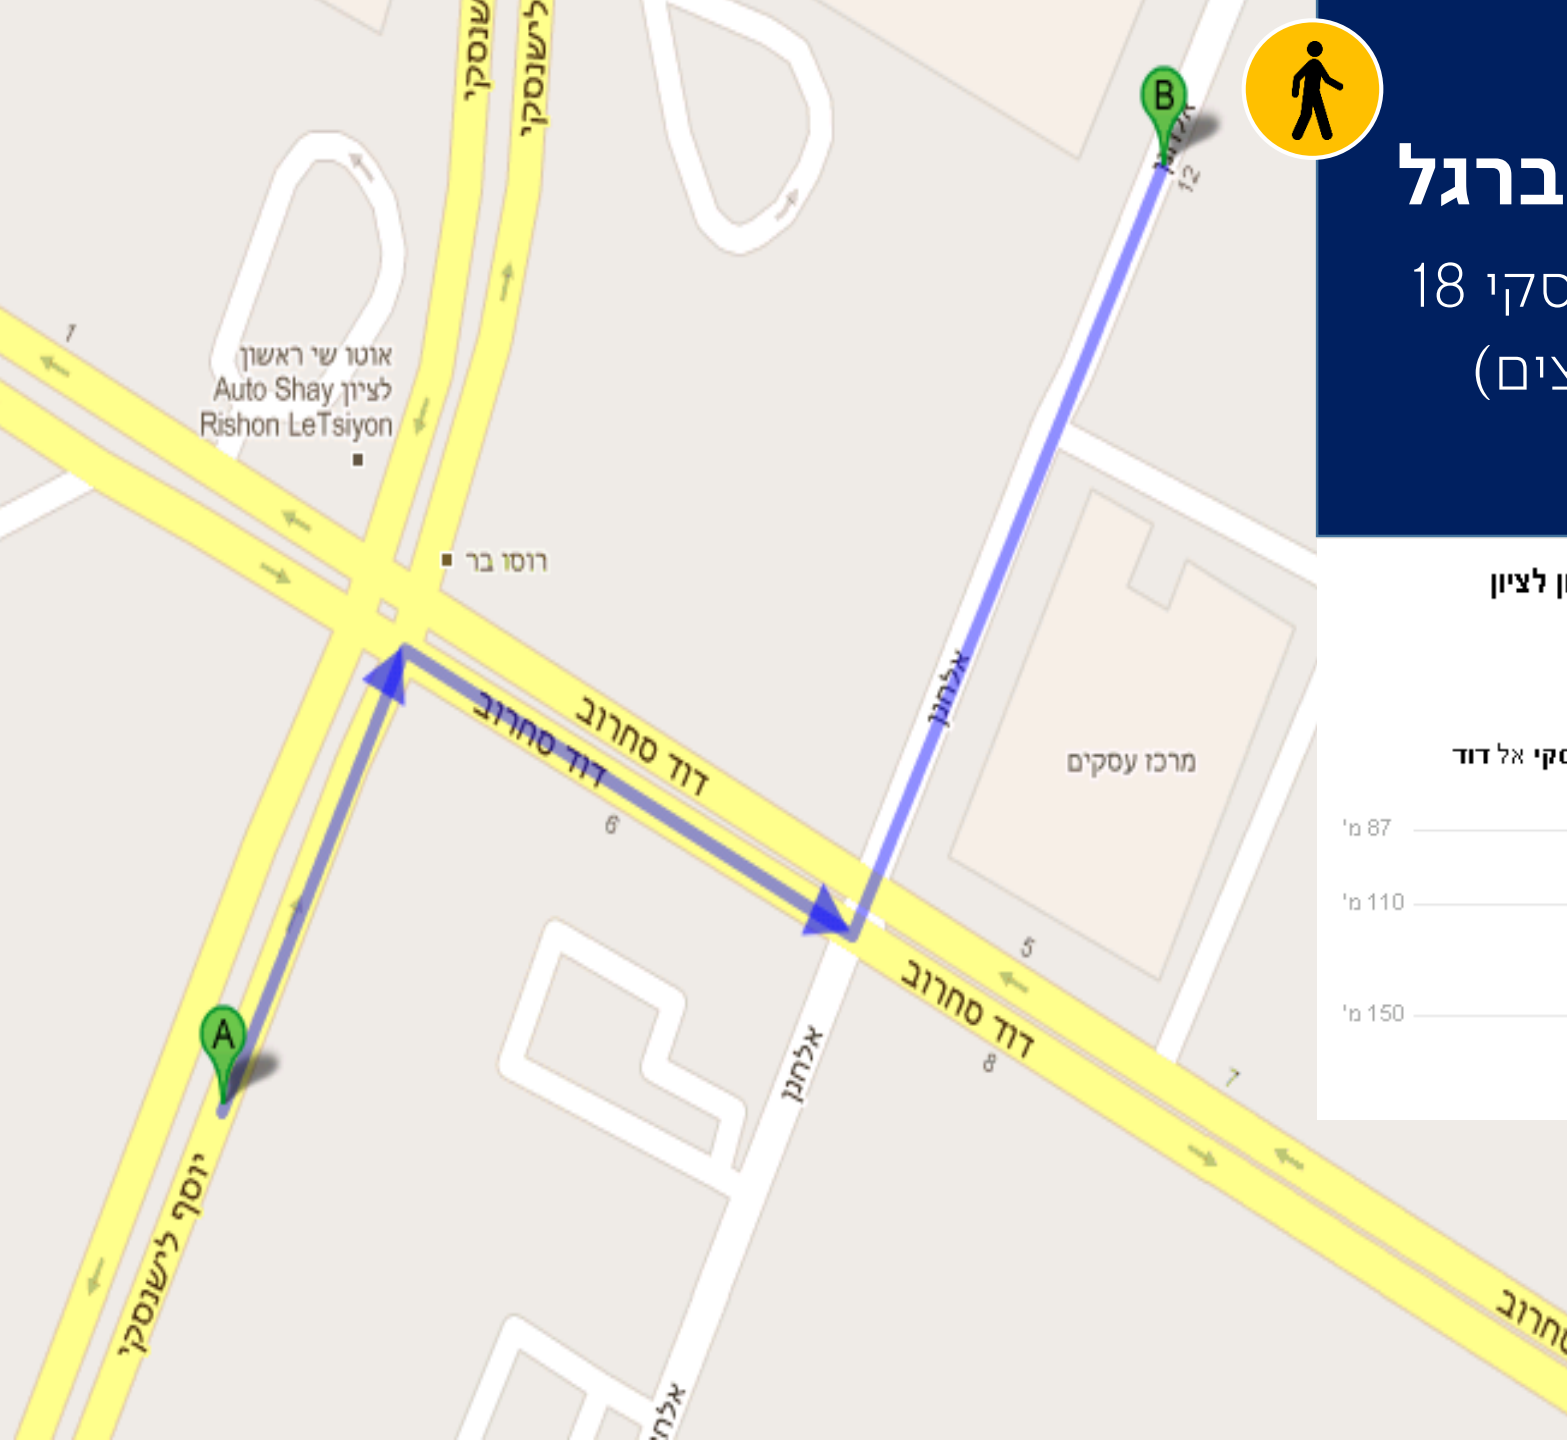 שנסקי
לישנסקי
B
אלחנן
12
ברגל
סקי 18
צים)
1
אוטו שי ראשון
לציון Auto Shay
Rishon LeTsiyon
רוסו בר
ון לציון
דוד סחרוב
דוד סחרוב
אלחנן
מרכז עסקים
סקי אל דוד
6
87 מ'
110 מ'
5
150 מ'
דוד סחרוב
8
A
אלחנן
7
יוסף לישנסקי
סחרוב
אלחנ